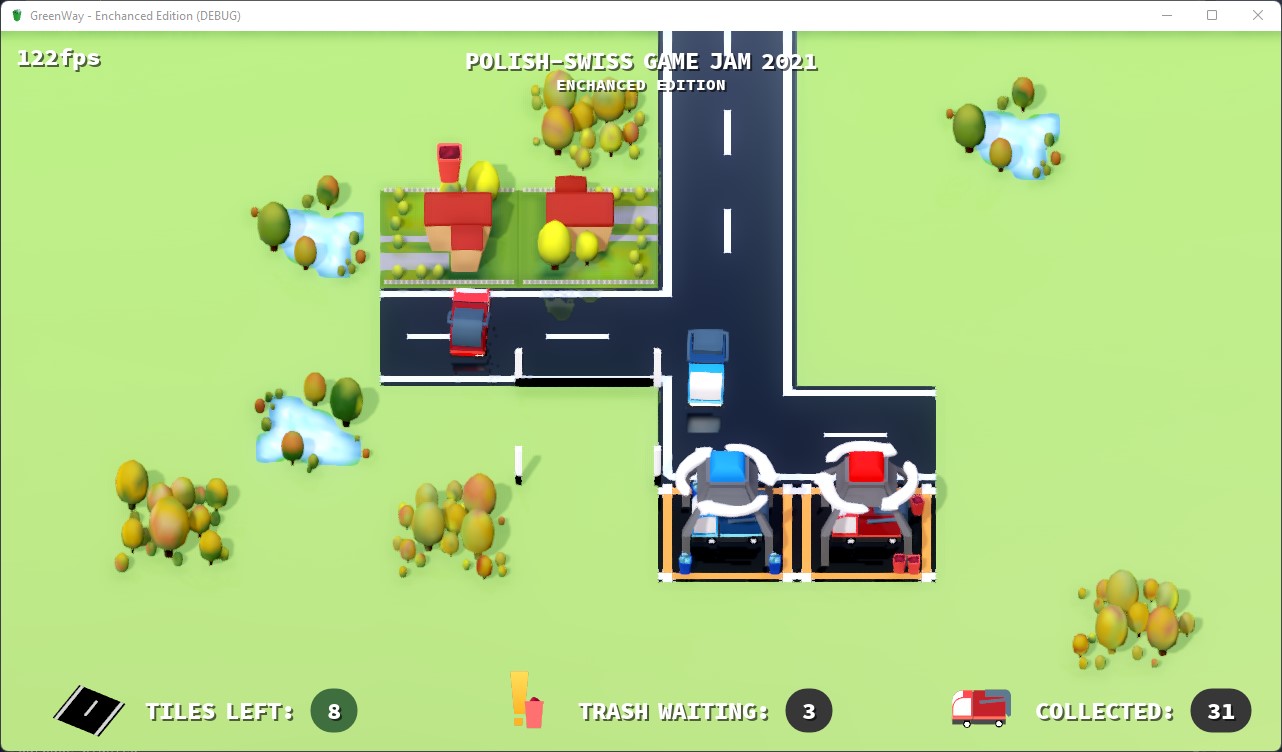 GreenWay - Enchanced Edition (DEBUG)
122fps
POLISH-SWISS GAME JAM 2021
ENCHANCED EDITION
TILES LEFT: 8
TRASH WAITING: 3
COLLECTED: 31